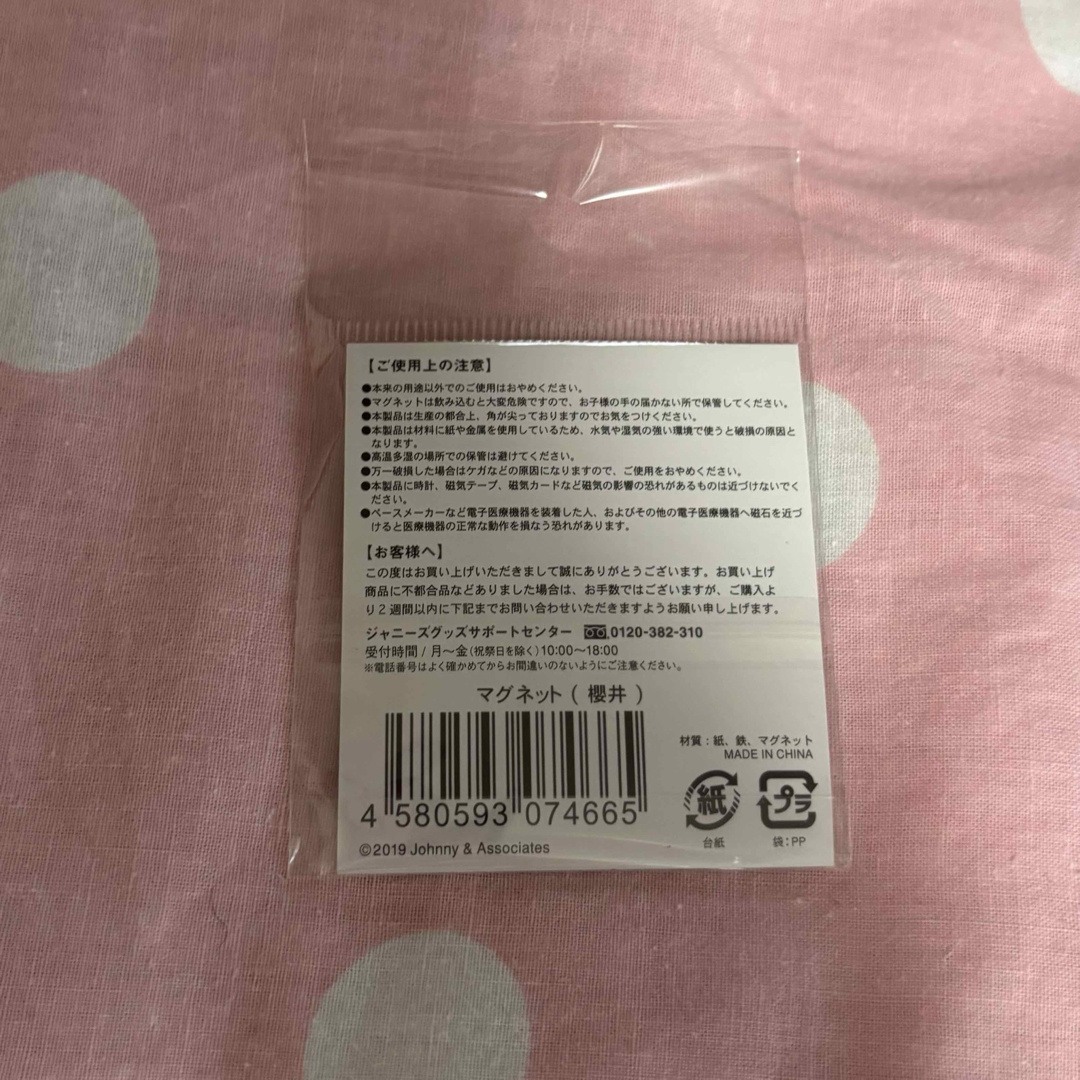 【ご使用上の注意】
●本来の用途以外でのご使用はおやめください。
●マグネットは飲み込むと大変危険ですので、お子様の手の届かない所で保管してください。
●本製品は生産の都合上、角が尖っておりますのでお気をつけください。
●本製品は材料に紙や金属を使用しているため、水気や湿気の強い環境で使うと破損の原因と
なります。
●高温多湿の場所での保管は避けてください。
●万一破損した場合はケガなどの原因になりますので、ご使用をおやめください。
●本製品に時計、磁気テープ、磁気カードなど磁気の影響の恐れがあるものは近づけないでく
ださい。
●ペースメーカーなど電子医療機器を装着した人、およびその他の電子医療機器へ磁石を近づ
けると医療機器の正常な動作を損なう恐れがあります。
【お客様へ】
この度はお買い上げいただきまして誠にありがとうございます。お買い上げ
商品に不都合品などありました場合は、お手数ではございますが、ご購入よ
り2週間以内に下記までお問い合わせいただきますようお願い申し上げます。
ジャニーズグッズサポートセンター 0120-382-310
受付時間 / 月〜金(祝祭日を除く)10:00〜18:00
※電話番号はよく確かめてからお間違いのないようにご注意ください。
マグネット ( 櫻井 )
材質：紙、鉄、マグネット
MADE IN CHINA
4 580593 074665
紙
プラ
台紙
袋：PP
©2019 Johnny & Associates